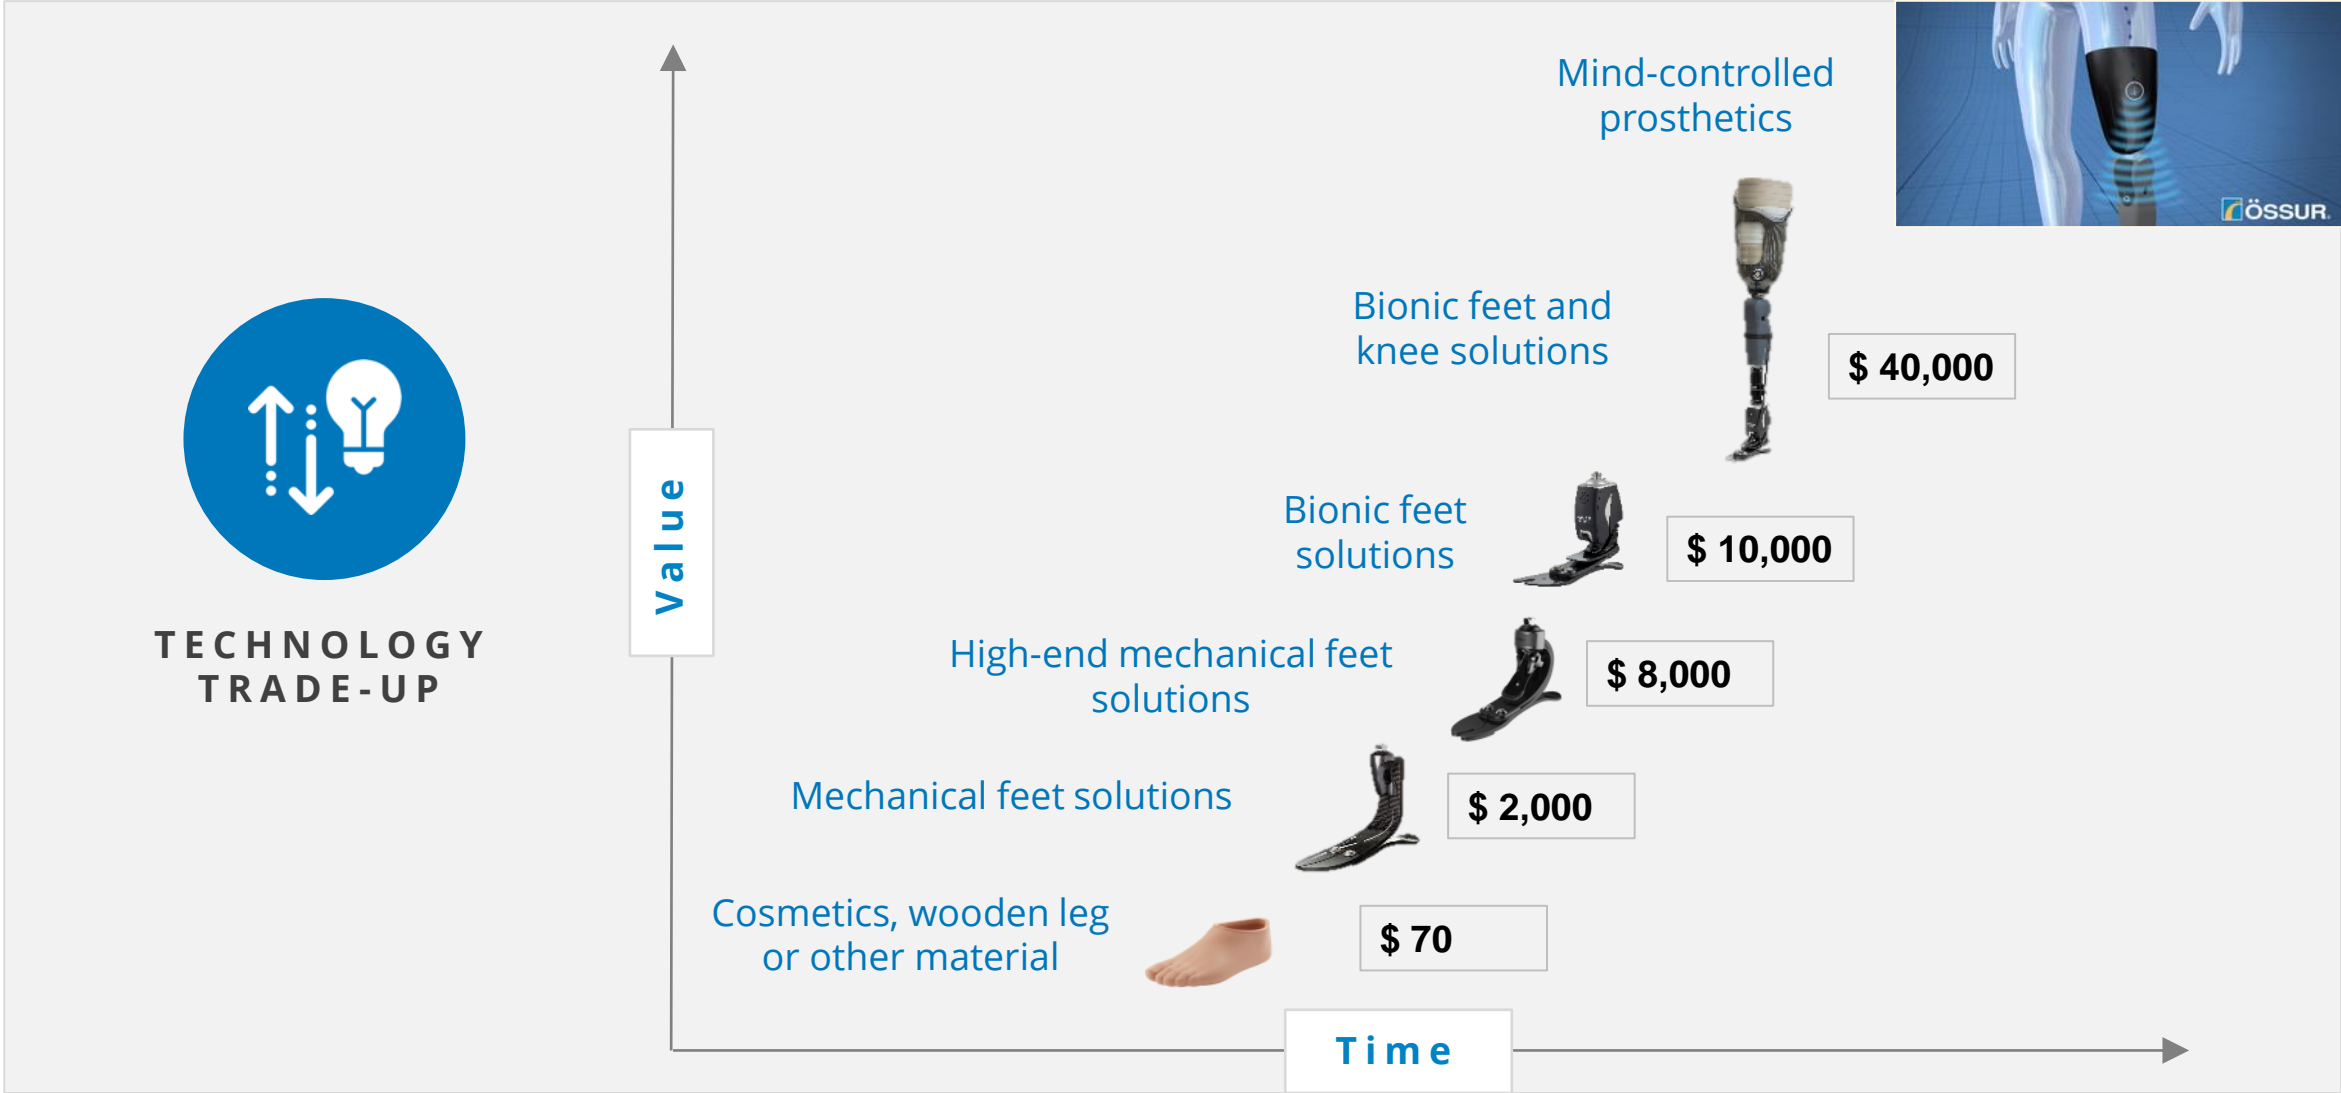 Mind-controlled
prosthetics
ÖSSUR.
Bionic feet and
knee solutions
$ 40,000
Value
Bionic feet
solutions
$ 10,000
TECHNOLOGY
TRADE-UP
High-end mechanical feet
solutions
$ 8,000
Mechanical feet solutions
$ 2,000
Cosmetics, wooden leg
or other material
$ 70
Time